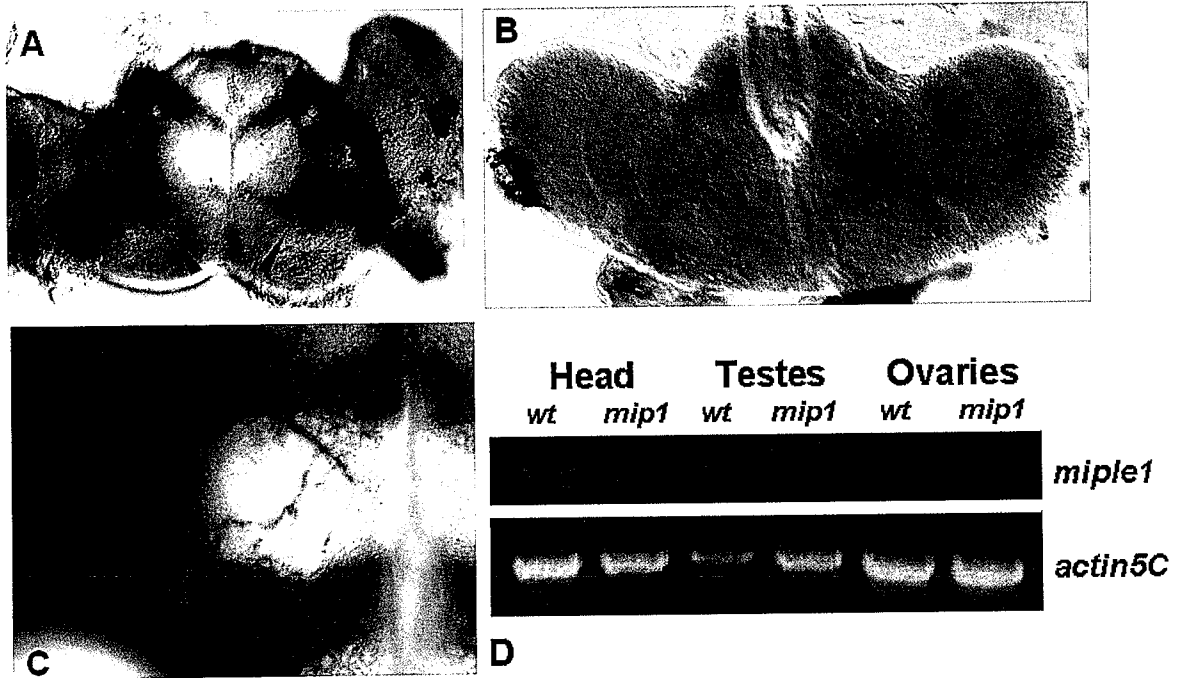 A
B
Head Testes Ovaries
wt mip1 wt mip1 wt mip1
miple1
actin5C
C
D